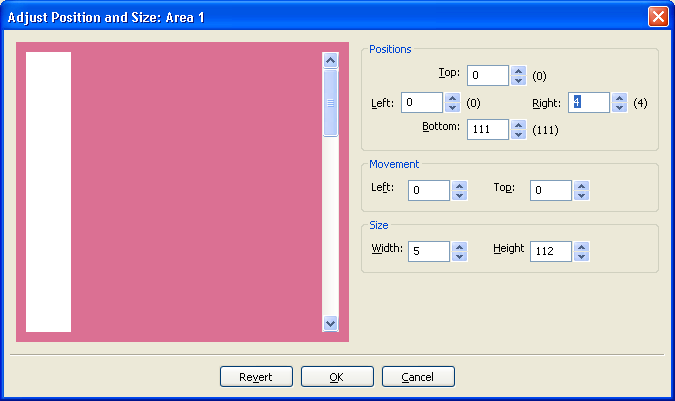 Adjust Position and Size: Area 1
Positions
Top: 0 (0)
Left: 0 (0) Right: 4 (4)
Bottom: 111 (111)
Movement
Left: 0 Top: 0
Size
Width: 5 Height 112
Revert OK Cancel